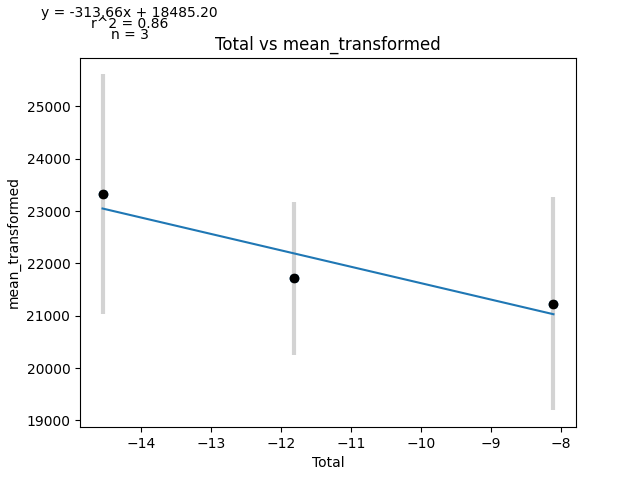 y = -313.66x + 18485.20
r^2 = 0.86
n = 3
Total vs mean_transformed
mean_transformed
25000
24000
23000
22000
21000
20000
19000
−14
−13
−12
−11
−10
−9
−8
Total